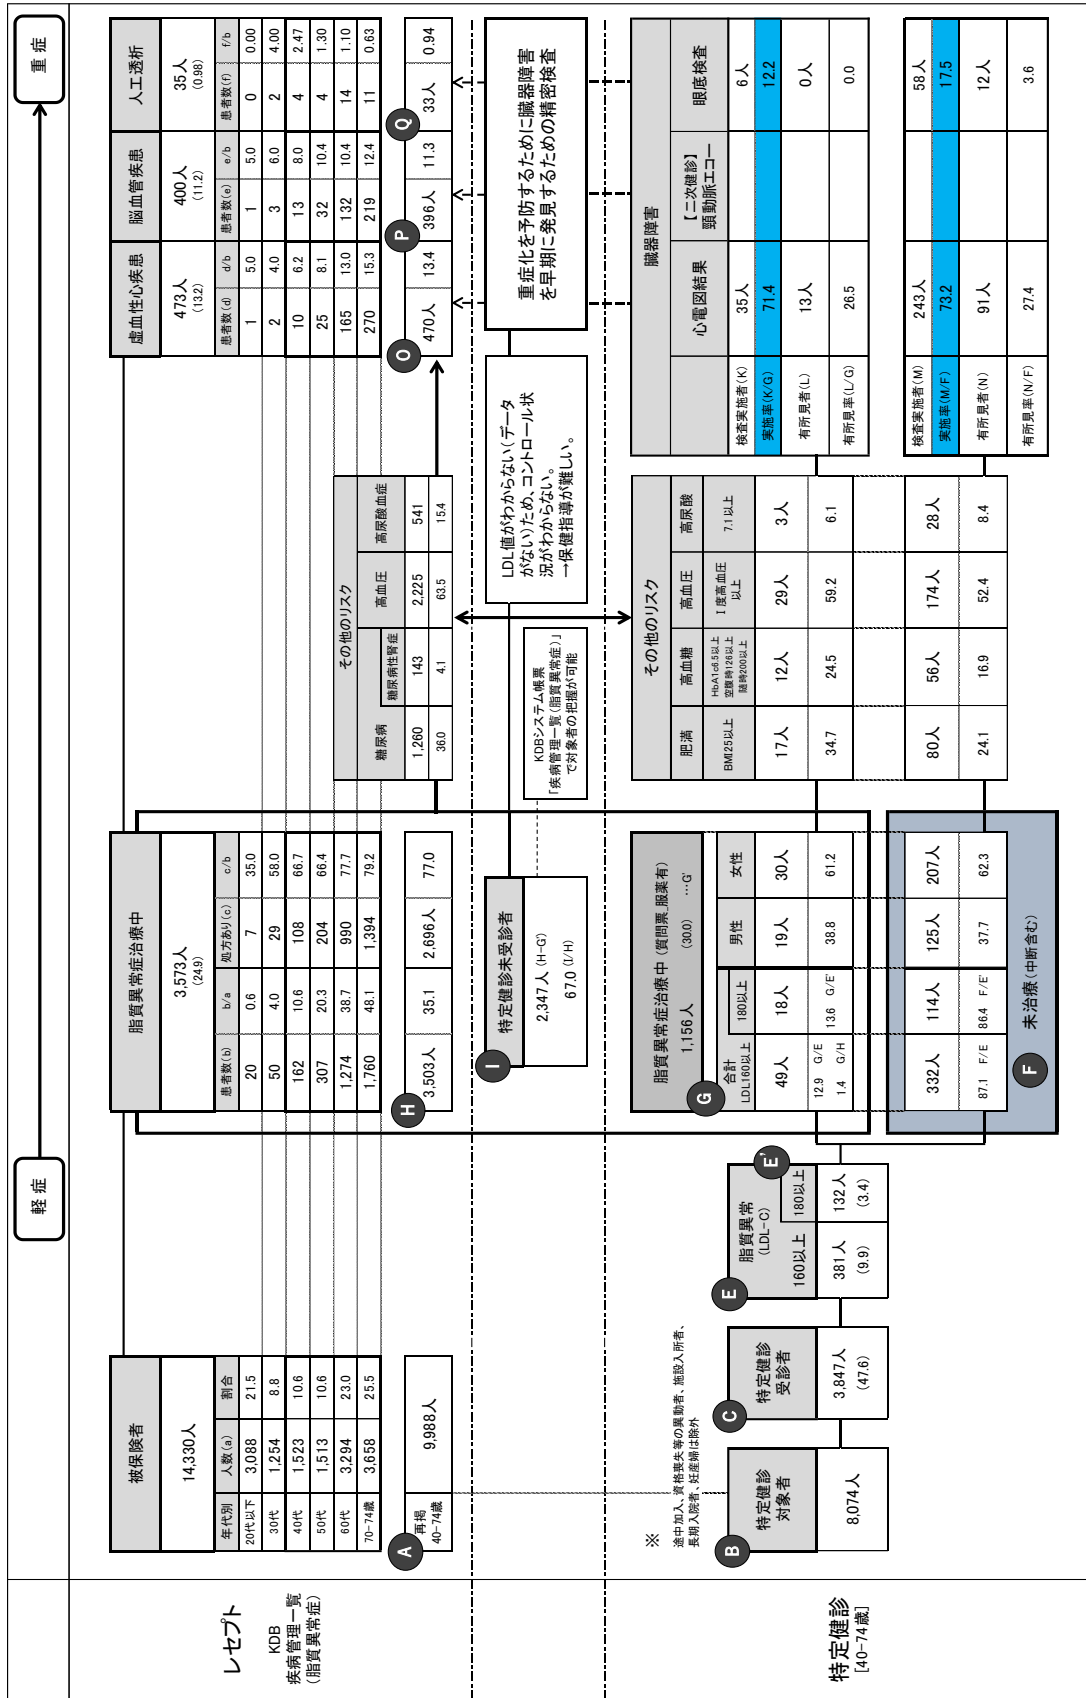 軽症
重症
レセプト
KDB
疾病管理一覧
(脂質異常症)
被保険者
14,330人
年代別 人数(a) 割合
20代以下 3,088 21.5
30代 1,254 8.8
40代 1,523 10.6
50代 1,513 10.6
60代 3,294 23.0
70-74歳 3,658 25.5
A
再掲
40-74歳
9,988人
脂質異常症治療中
3,573人
(24.9)
患者数(b) b/a 処方あり(c) c/b
20 0.6 7 35.0
50 4.0 29 58.0
162 10.6 108 66.7
307 20.3 204 66.4
1,274 38.7 990 77.7
1,760 48.1 1,394 79.2
H
3,503人 35.1 2,696人 77.0
その他のリスク
糖尿病 糖尿病性腎症 高血圧 高尿酸血症
1,260 143 2,225 541
36.0 4.1 63.5 15.4
虚血性心疾患 脳血管疾患 人工透析
473人 400人 35人
(13.2) (11.2) (0.98)
患者数(d) d/b 患者数(e) e/b 患者数(f) f/b
1 5.0 1 5.0 0 0.00
2 4.0 3 6.0 2 4.00
10 6.2 13 8.0 4 2.47
25 8.1 32 10.4 4 1.30
165 13.0 132 10.4 14 1.10
270 15.3 219 12.4 11 0.63
O P Q
470人 13.4 396人 11.3 33人 0.94
I
特定健診未受診者
2,347人 (H-G')
67.0 (I/H)
KDBシステム帳票
「疾病管理一覧(脂質異常症)」
で対象者の把握が可能
LDL値がわからない(データ
がない)ため、コントロール状
況がわからない。
→保健指導が難しい。
重症化を予防するために臓器障害
を早期に発見するための精密検査
特定健診
[40-74歳]
※
途中加入、資格喪失等の異動者、施設入所者、
長期入院者、妊産婦は除外
B
特定健診
対象者
8,074人
C
特定健診
受診者
3,847人
(47.6)
E
脂質異常
(LDL-C)
E'
160以上 180以上
381人 132人
(9.9) (3.4)
G
脂質異常症治療中(質問票_服薬有)
1,156人 (30.0) …G'
合計
LDL160以上
180以上 男性 女性
49人 18人 19人 30人
12.9 G/E 13.6 G/E' 38.8 61.2
1.4 G/H
332人 114人 125人 207人
87.1 F/E 86.4 F/E' 37.7 62.3
F
未治療(中断含む)
その他のリスク
肥満 高血糖 高血圧 高尿酸
BMI25以上
HbA1c6.5以上
空腹時126以上
随時200以上
Ⅰ度高血圧
以上
7.1以上
17人 12人 29人 3人
34.7 24.5 59.2 6.1
80人 56人 174人 28人
24.1 16.9 52.4 8.4
臓器障害
心電図結果
【二次健診】
頸動脈エコー
眼底検査
検査実施者(K) 35人 6人
実施率(K/G) 71.4 12.2
有所見者(L) 13人 0人
有所見率(L/G) 26.5 0.0
検査実施者(M) 243人 58人
実施率(M/F) 73.2 17.5
有所見者(N) 91人 12人
有所見率(N/F) 27.4 3.6